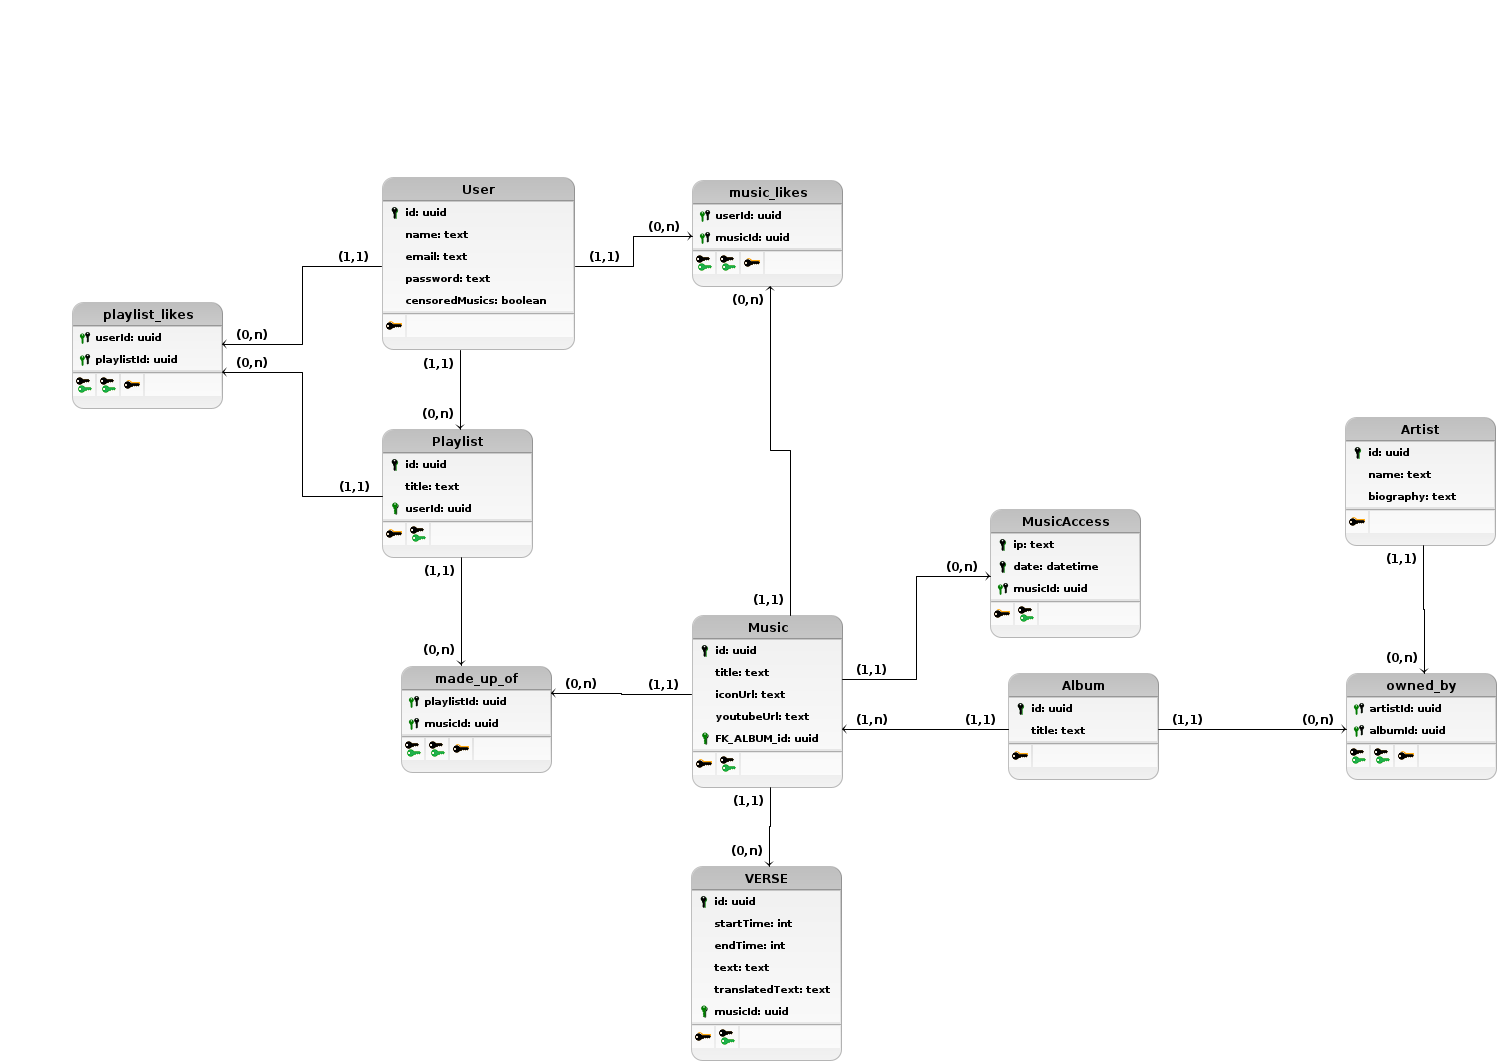 User
id: uuid
name: text
email: text
password: text
censoredMusics: boolean
music_likes
userId: uuid
musicId: uuid
(0,n)
(1,1)
(1,1)
(0,n)
playlist_likes
userId: uuid
playlistId: uuid
(0,n)
(0,n)
(1,1)
(0,n)
Playlist
id: uuid
title: text
userId: uuid
(1,1)
(1,1)
(0,n)
made_up_of
playlistId: uuid
musicId: uuid
(0,n)
(1,1)
(1,1)
Music
id: uuid
title: text
iconUrl: text
youtubeUrl: text
FK_ALBUM_id: uuid
(1,1)
(0,n)
MusicAccess
ip: text
date: datetime
musicId: uuid
(1,n)
(1,1)
Album
id: uuid
title: text
(1,1)
(0,n)
Artist
id: uuid
name: text
biography: text
(1,1)
(0,n)
owned_by
artistId: uuid
albumId: uuid
(1,1)
(0,n)
VERSE
id: uuid
startTime: int
endTime: int
text: text
translatedText: text
musicId: uuid